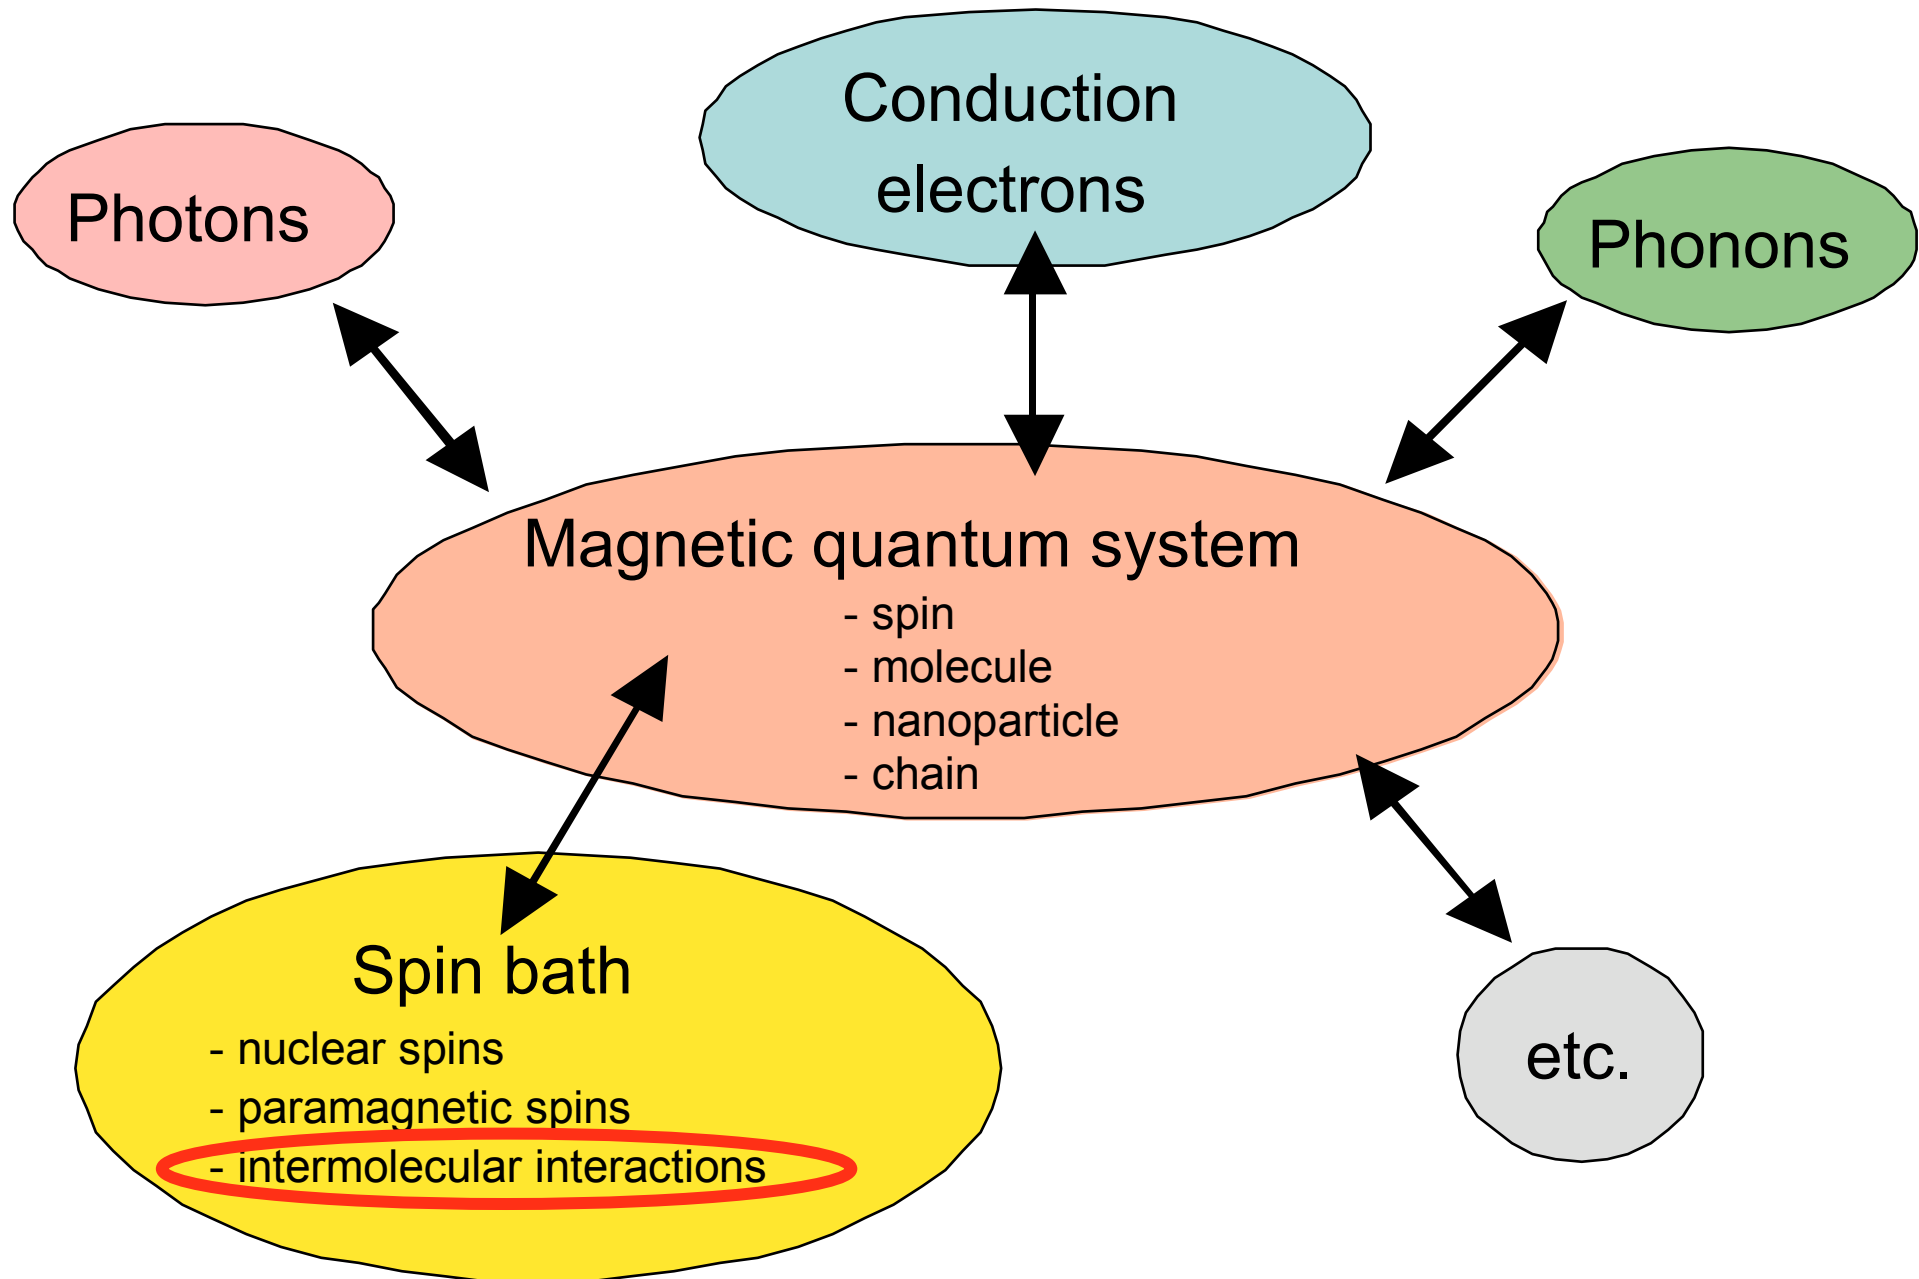 Conduction
electrons
Photons
Phonons
Magnetic quantum system
- spin
- molecule
- nanoparticle
- chain
Spin bath
- nuclear spins
- paramagnetic spins
- intermolecular interactions
etc.